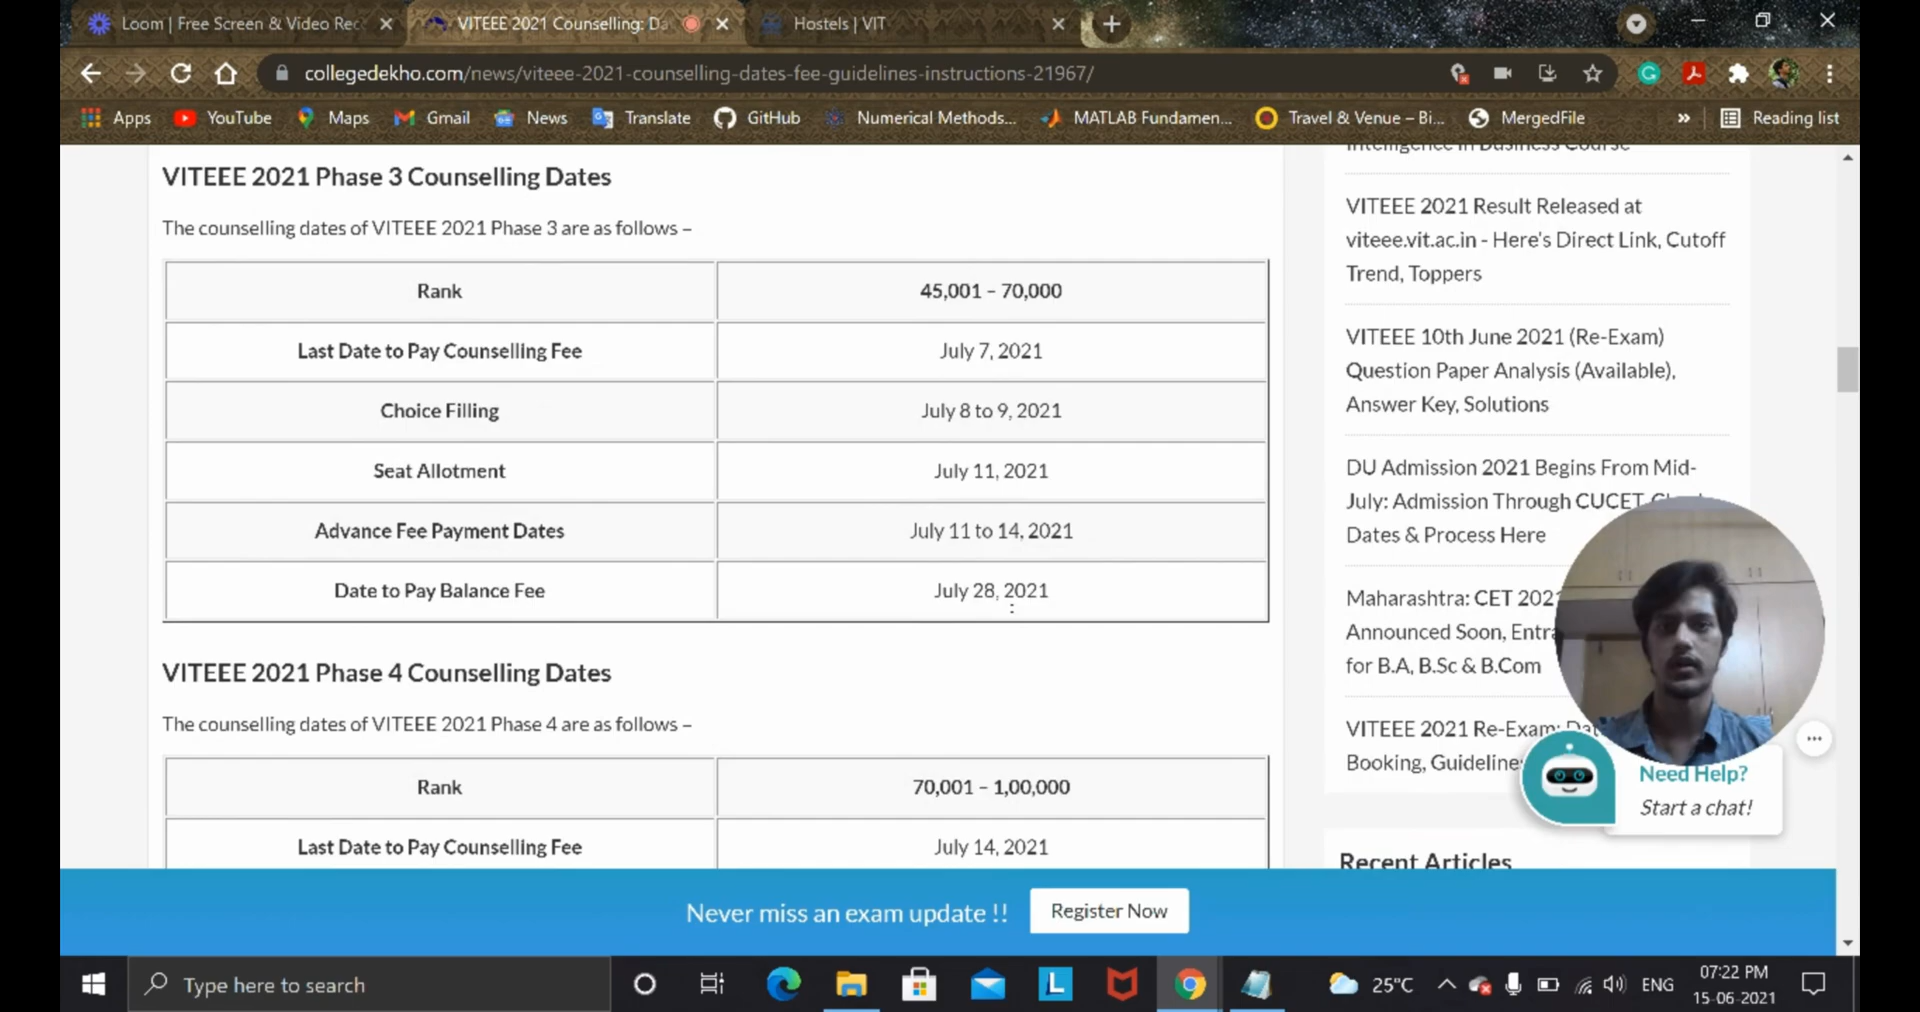 Loom | Free Screen & Video Rec
VITEEE 2021 Counselling: Da
Hostels | VIT
collegedekho.com/news/viteee-2021-counselling-dates-fee-guidelines-instructions-21967/
Apps
YouTube
Maps
Gmail
News
Translate
GitHub
Numerical Methods...
MATLAB Fundamen...
Travel & Venue – Bi...
MergedFile
»
Reading list
VITEEE 2021 Phase 3 Counselling Dates
The counselling dates of VITEEE 2021 Phase 3 are as follows –
Rank 45,001 – 70,000
Last Date to Pay Counselling Fee July 7, 2021
Choice Filling July 8 to 9, 2021
Seat Allotment July 11, 2021
Advance Fee Payment Dates July 11 to 14, 2021
Date to Pay Balance Fee July 28, 2021
VITEEE 2021 Phase 4 Counselling Dates
The counselling dates of VITEEE 2021 Phase 4 are as follows –
Rank 70,001 – 1,00,000
Last Date to Pay Counselling Fee July 14, 2021
Intelligence in Business Course
VITEEE 2021 Result Released at
viteee.vit.ac.in - Here's Direct Link, Cutoff
Trend, Toppers
VITEEE 10th June 2021 (Re-Exam)
Question Paper Analysis (Available),
Answer Key, Solutions
DU Admission 2021 Begins From Mid-
July: Admission Through CUCET
Dates & Process Here
Maharashtra: CET 202
Announced Soon, Entra
for B.A, B.Sc & B.Com
VITEEE 2021 Re-Exam:
Booking, Guideline
Need Help?
Start a chat!
Recent Articles
Never miss an exam update !!
Register Now
Type here to search
L
25°C
ENG
07:22 PM
15-06-2021